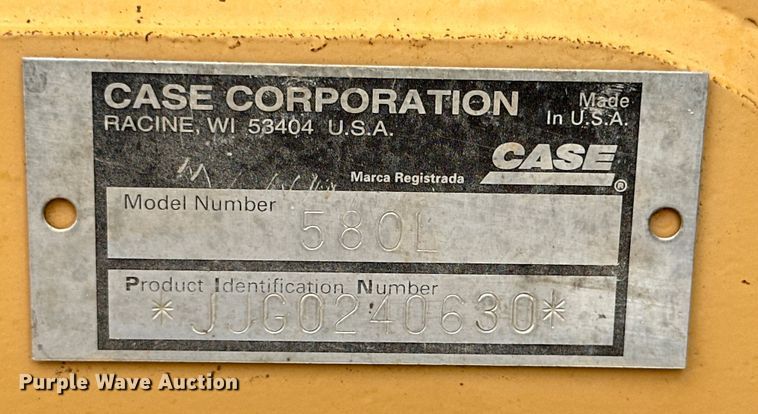 CASE CORPORATION
RACINE, WI 53404 U.S.A.
Made
In U.S.A.
CASE
®
Marca Registrada
Model Number
580L
Product Identification Number
*JJG0240630*
Purple Wave Auction